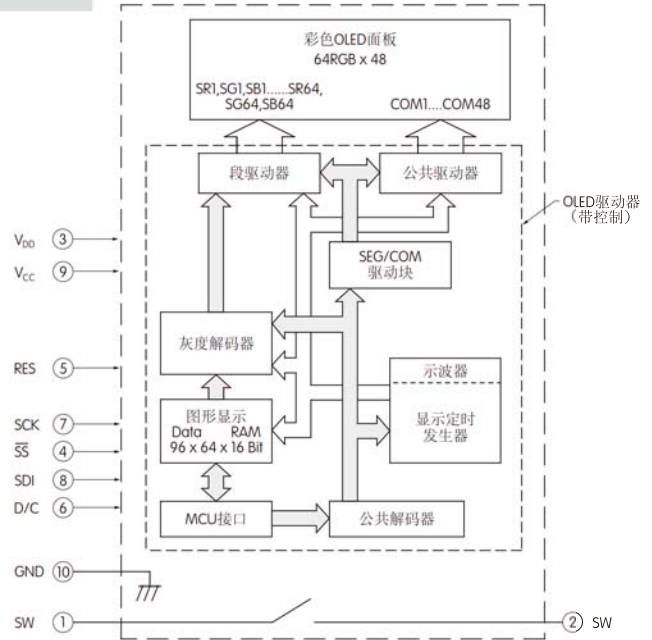 彩色OLED面板
64RGB x 48
SR1,SG1,SB1......SR64,
SG64,SB64
COM1....COM48
段驱动器
公共驱动器
OLED驱动器
(带控制)
SEG/COM
驱动块
VDD 3
VCC 9
灰度解码器
RES 5
示波器
显示定时
发生器
图形显示
Data RAM
96 x 64 x 16 Bit
SCK 7
SS 4
SDI 8
D/C 6
MCU接口
公共解码器
GND 10
SW 1
2 SW